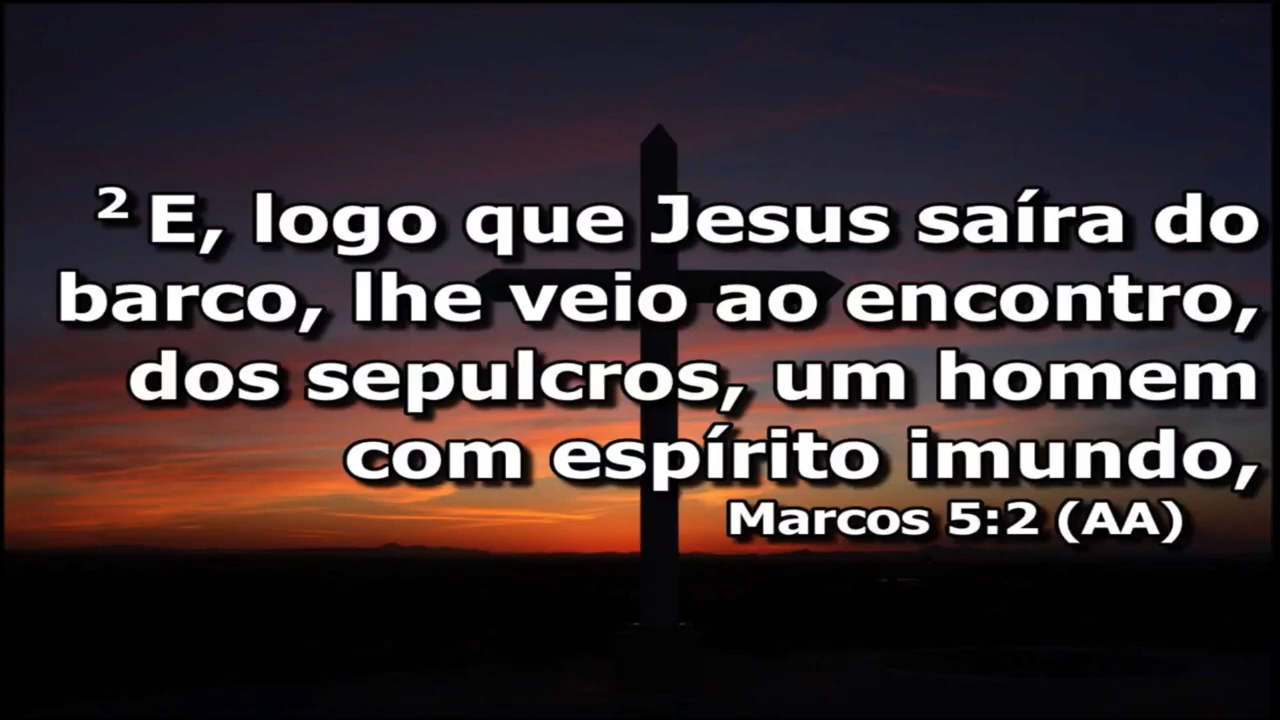 ² E, logo que Jesus saíra do
barco, lhe veio ao encontro,
dos sepulcros, um homem
com espírito imundo,
Marcos 5:2 (AA)